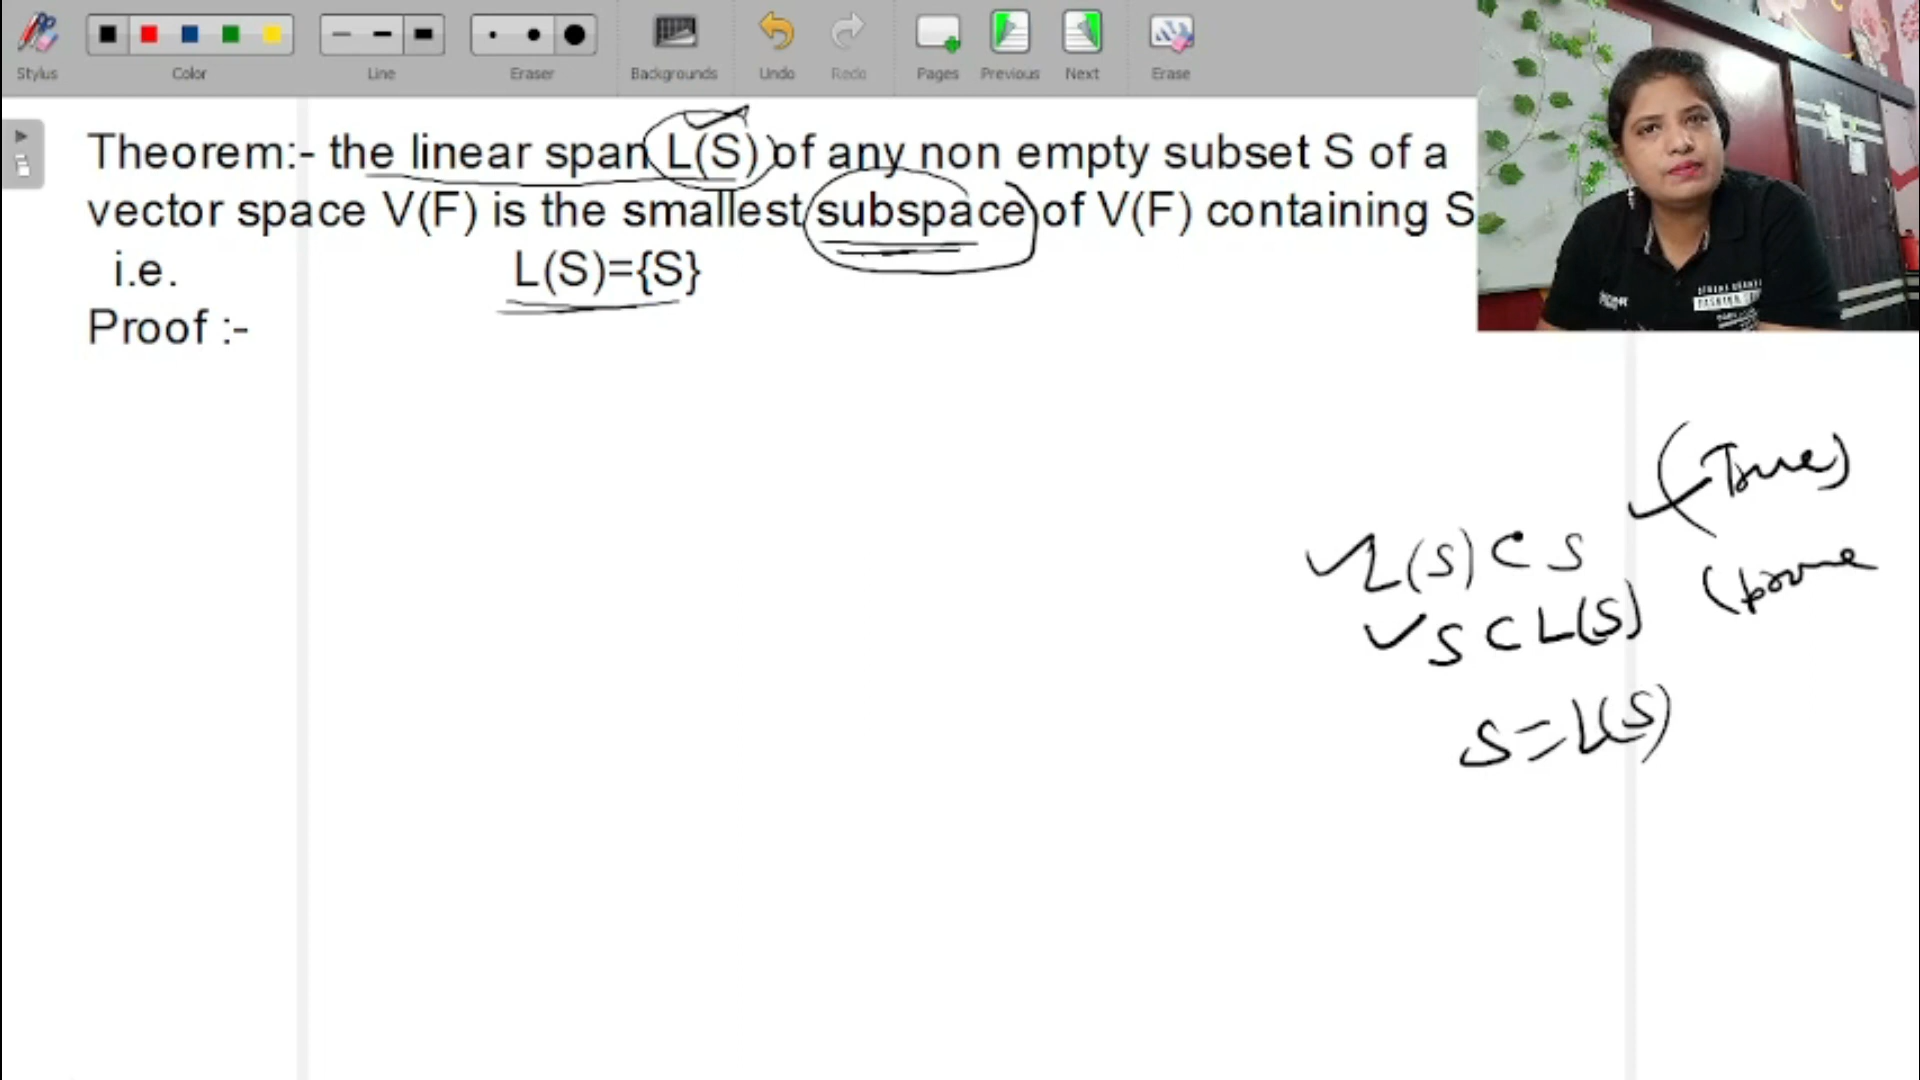 Stylus Color Line Eraser Backgrounds Undo Redo Pages Previous Next Erase
Theorem:- the linear span L(S) of any non empty subset S of a
vector space V(F) is the smallest subspace of V(F) containing S
i.e. L(S)={S}
Proof :-
(True)
L(S) ⊂ S
(prove
S ⊂ L(S)
S = L(S)